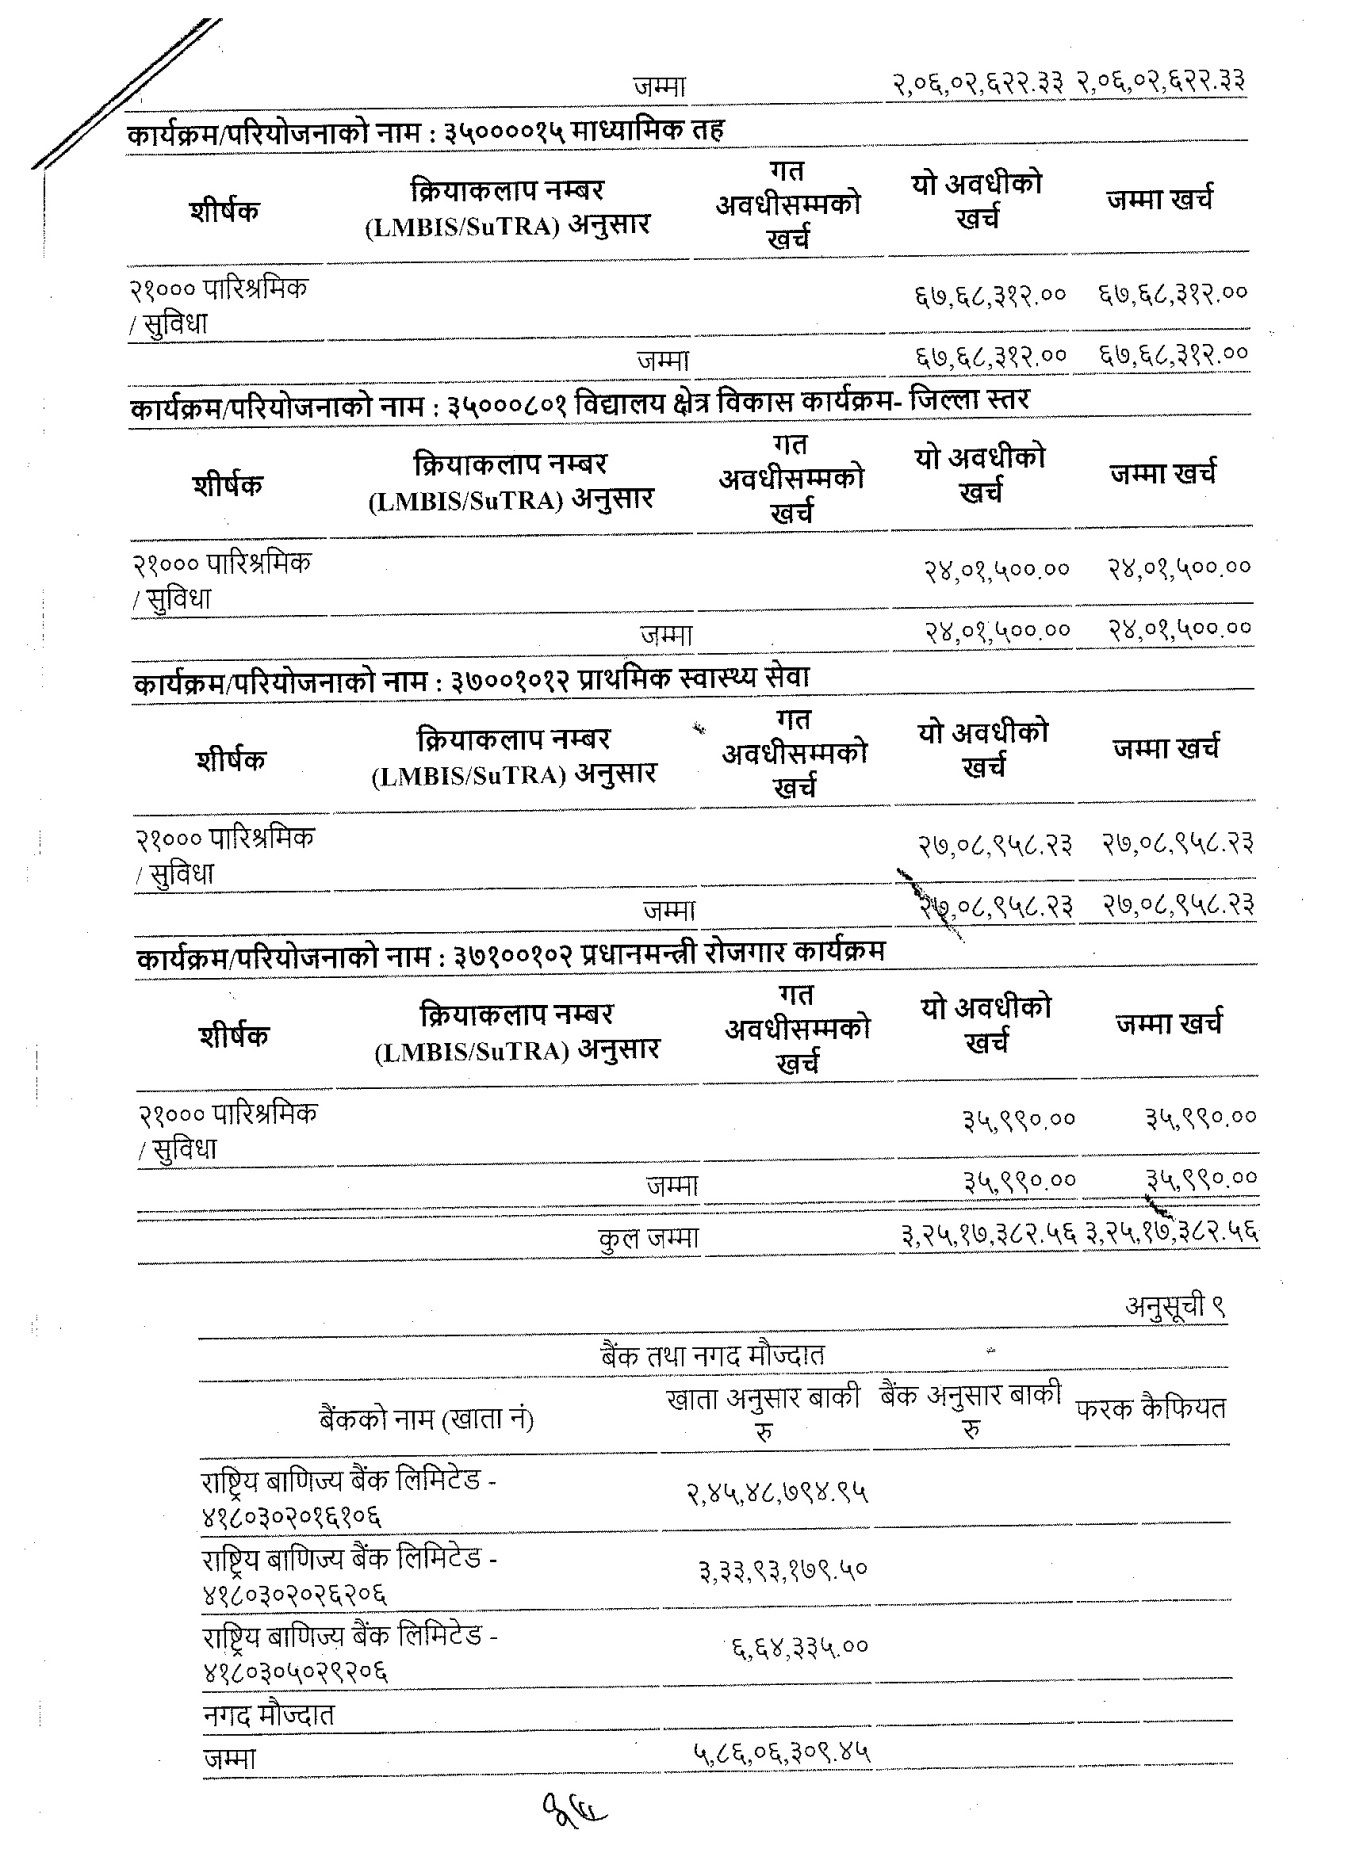 जम्मा २,०६,०२,६२२.३३ २,०६,०२,६२२.३३
कार्यक्रम/परियोजनाको नाम : ३५००००१५ माध्यामिक तह
शीर्षक क्रियाकलाप नम्बर (LMBIS/SuTRA) अनुसार गत अवधीसम्मको खर्च यो अवधीको खर्च जम्मा खर्च
२१००० पारिश्रमिक
/ सुविधा ६७,६८,३१२.०० ६७,६८,३१२.००
जम्मा ६७,६८,३१२.०० ६७,६८,३१२.००
कार्यक्रम/परियोजनाको नाम : ३५०००८०१ विद्यालय क्षेत्र विकास कार्यक्रम- जिल्ला स्तर
शीर्षक क्रियाकलाप नम्बर (LMBIS/SuTRA) अनुसार गत अवधीसम्मको खर्च यो अवधीको खर्च जम्मा खर्च
२१००० पारिश्रमिक
/ सुविधा २४,०१,५००.०० २४,०१,५००.००
जम्मा २४,०१,५००.०० २४,०१,५००.००
कार्यक्रम/परियोजनाको नाम : ३७००१०१२ प्राथमिक स्वास्थ्य सेवा
शीर्षक क्रियाकलाप नम्बर (LMBIS/SuTRA) अनुसार गत अवधीसम्मको खर्च यो अवधीको खर्च जम्मा खर्च
२१००० पारिश्रमिक
/ सुविधा २७,०८,९५८.२३ २७,०८,९५८.२३
जम्मा २७,०८,९५८.२३ २७,०८,९५८.२३
कार्यक्रम/परियोजनाको नाम : ३७१००१०२ प्रधानमन्त्री रोजगार कार्यक्रम
शीर्षक क्रियाकलाप नम्बर (LMBIS/SuTRA) अनुसार गत अवधीसम्मको खर्च यो अवधीको खर्च जम्मा खर्च
२१००० पारिश्रमिक
/ सुविधा ३५,९९०.०० ३५,९९०.००
जम्मा ३५,९९०.०० ३५,९९०.००
कुल जम्मा ३,२५,१७,३८२.५६ ३,२५,१७,३८२.५६
अनुसूची ९
बैंक तथा नगद मौज्दात
बैंकको नाम (खाता नं) खाता अनुसार बाकी रु बैंक अनुसार बाकी रु फरक कैफियत
राष्ट्रिय बाणिज्य बैंक लिमिटेड -
४१८०३०२०१६१०६ २,४५,४८,७९४.९५
राष्ट्रिय बाणिज्य बैंक लिमिटेड -
४१८०३०२०२६२०६ ३,३३,९३,१७९.५०
राष्ट्रिय बाणिज्य बैंक लिमिटेड -
४१८०३०५०२९२०६ ६,६४,३३५.००
नगद मौज्दात
जम्मा ५,८६,०६,३०९.४५